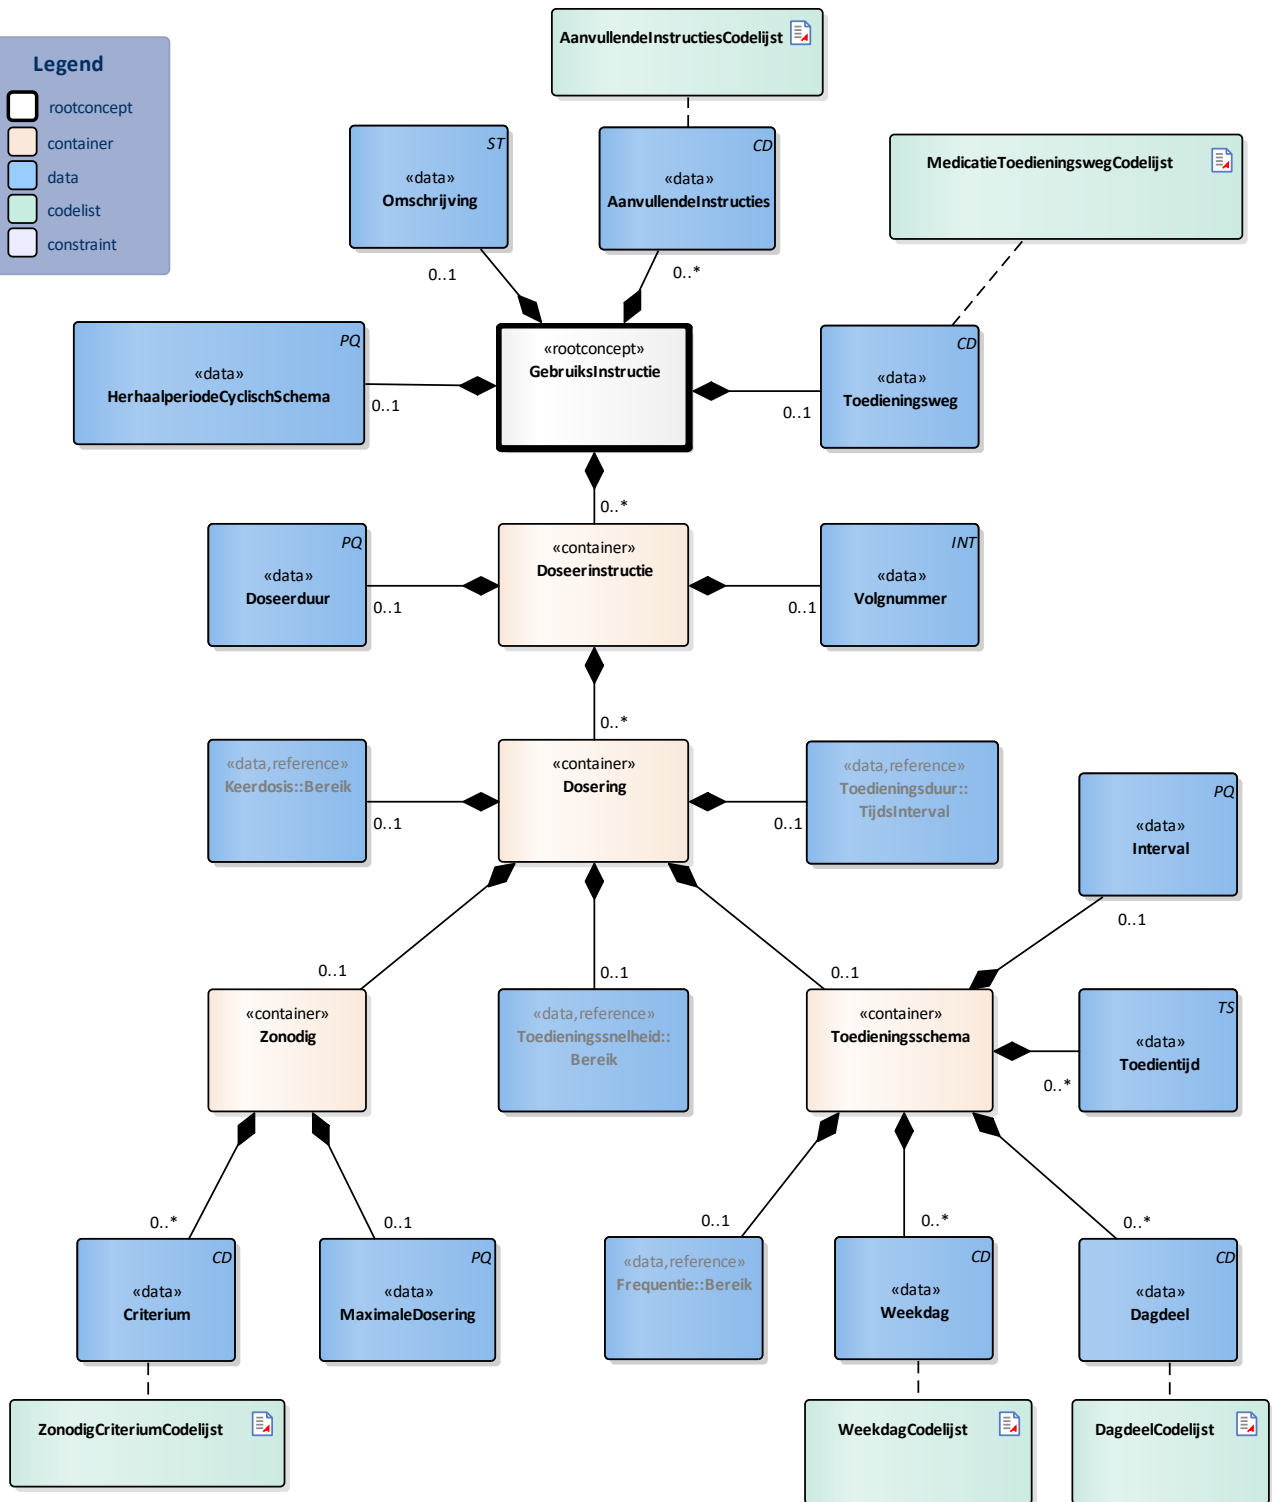 AanvullendeInstructiesCodelijst
Legend
rootconcept
container
data
codelist
constraint
ST
«data»
Omschrijving
CD
«data»
AanvullendeInstructies
MedicatieToedieningswegCodelijst
0..1
0..*
PQ
«data»
HerhaalperiodeCyclischSchema
0..1
«rootconcept»
GebruiksInstructie
0..1
CD
«data»
Toedieningsweg
0..*
PQ
«data»
Doseerduur
0..1
«container»
Doseerinstructie
0..1
INT
«data»
Volgnummer
0..*
«data,reference»
Keerdosis::Bereik
0..1
«container»
Dosering
0..1
«data,reference»
Toedieningsduur::
TijdsInterval
PQ
«data»
Interval
0..1
0..1
0..1
0..1
«container»
Zonodig
«data,reference»
Toedieningssnelheid::
Bereik
«container»
Toedieningsschema
TS
«data»
Toedientijd
0..*
0..*
0..1
0..1
0..*
0..*
CD
«data»
Criterium
PQ
«data»
MaximaleDosering
«data,reference»
Frequentie::Bereik
CD
«data»
Weekdag
CD
«data»
Dagdeel
ZonodigCriteriumCodelijst
WeekdagCodelijst
DagdeelCodelijst